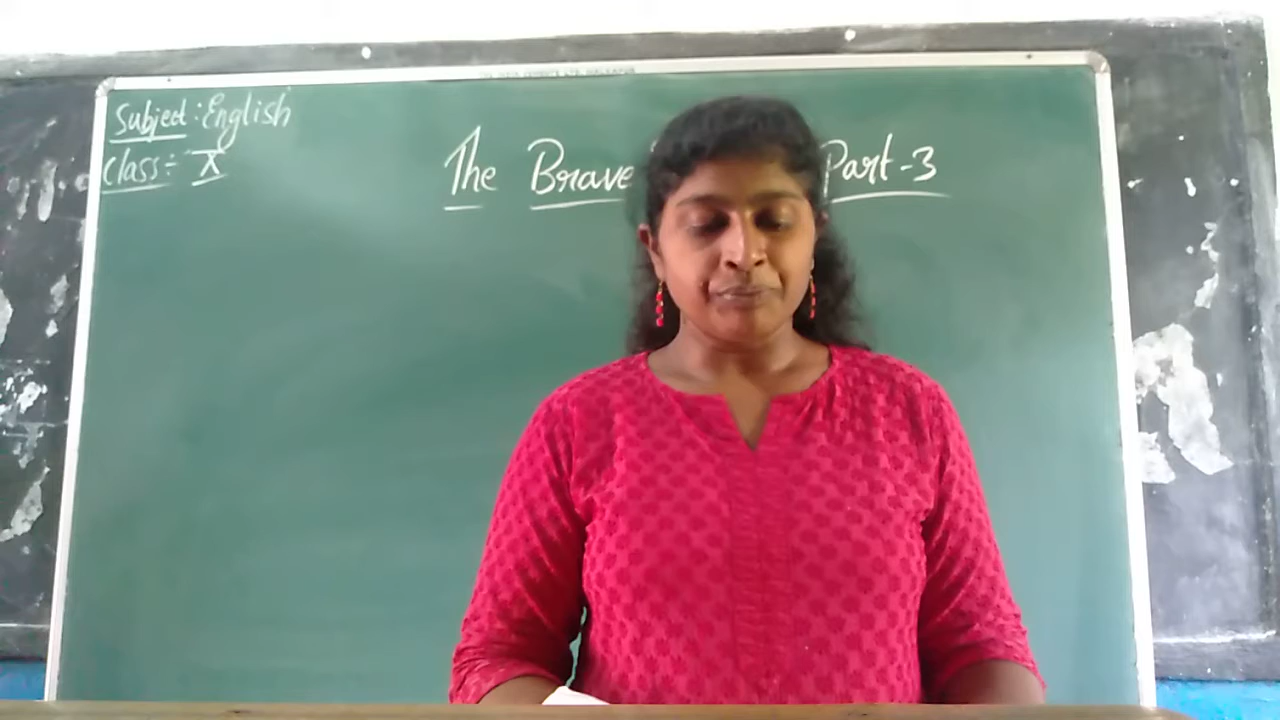 Subject : English
Class :- X
The Brave Part-3